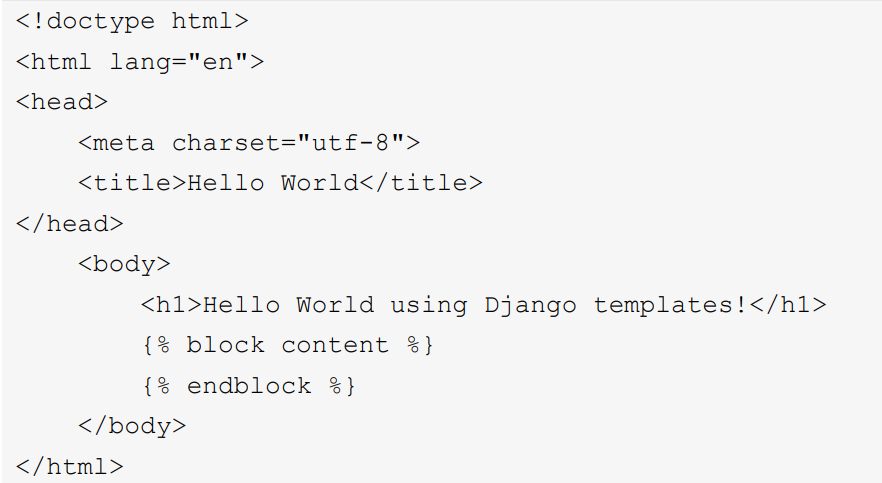 <!doctype html>
<html lang="en">
<head>
    <meta charset="utf-8">
    <title>Hello World</title>
</head>
    <body>
        <h1>Hello World using Django templates!</h1>
        {% block content %}
        {% endblock %}
    </body>
</html>